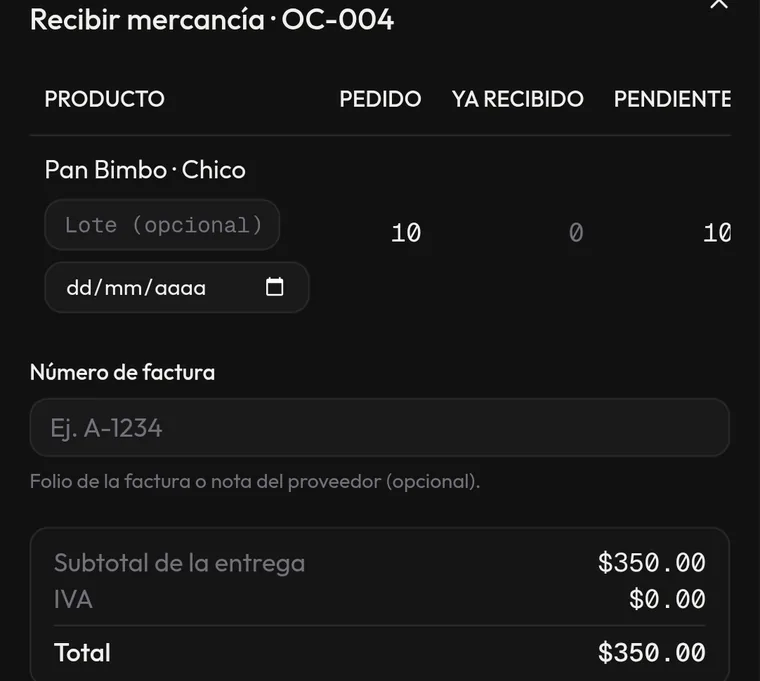 Recibir mercancía · OC-004
PRODUCTO PEDIDO YA RECIBIDO PENDIENTE
Pan Bimbo · Chico
Lote (opcional) 10 0 10
dd/mm/aaaa
Número de factura
Ej. A-1234
Folio de la factura o nota del proveedor (opcional).
Subtotal de la entrega $350.00
IVA $0.00
Total $350.00